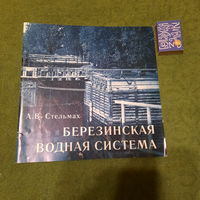 А.В. Стельмах
БЕРЕЗИНСКАЯ
ВОДНАЯ СИСТЕМА